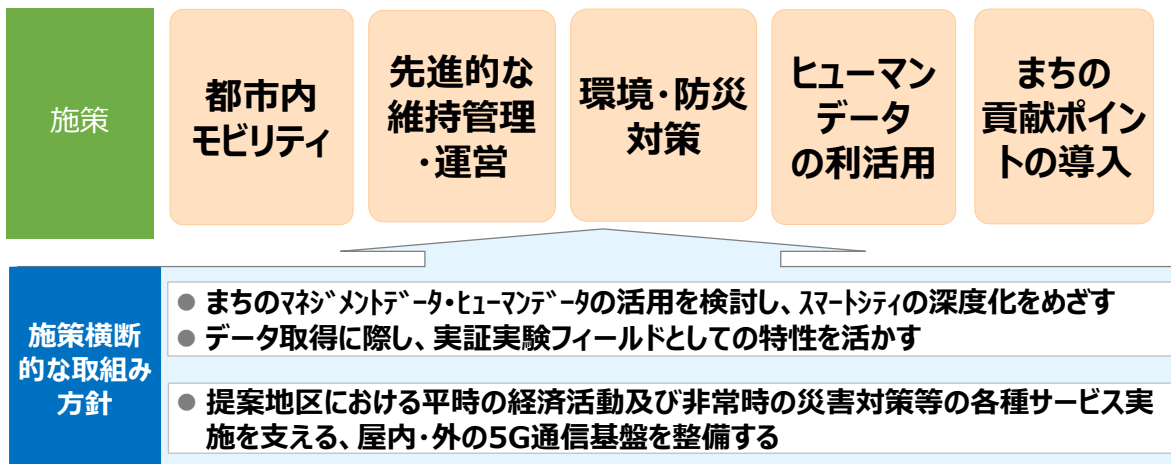 施策
都市内
モビリティ
先進的な
維持管理
・運営
環境・防災
対策
ヒューマン
データ
の利活用
まちの
貢献ポイン
トの導入
施策横断
的な取組み
方針
● まちのﾏﾈｼﾞﾒﾝﾄﾃﾞｰﾀ・ﾋｭｰﾏﾝﾃﾞｰﾀの活用を検討し、ｽﾏｰﾄｼﾃｨの深度化をめざす
● データ取得に際し、実証実験フィールドとしての特性を活かす
● 提案地区における平時の経済活動及び非常時の災害対策等の各種サービス実
施を支える、屋内・外の5G通信基盤を整備する